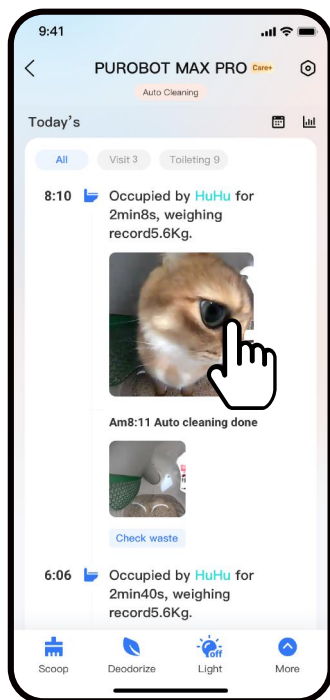 9:41
PUROBOT MAX PRO Care+
Auto Cleaning
Today's
All Visit 3 Toileting 9
8:10 Occupied by HuHu for
2min8s, weighing
record5.6Kg.
Am8:11 Auto cleaning done
Check waste
6:06 Occupied by HuHu for
2min40s, weighing
record5.6Kg.
off
Scoop Deodorize Light More